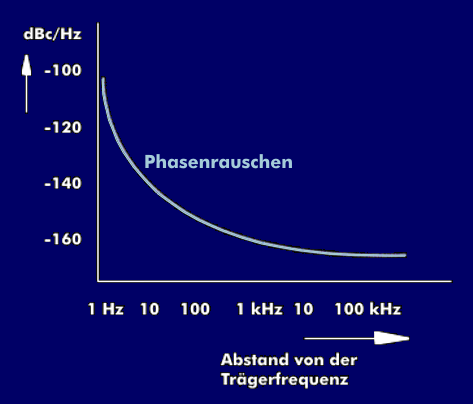 dBc/Hz
-100
-120
-140
-160
Phasenrauschen
1 Hz 10 100 1 kHz 10 100 kHz
Abstand von der
Trägerfrequenz